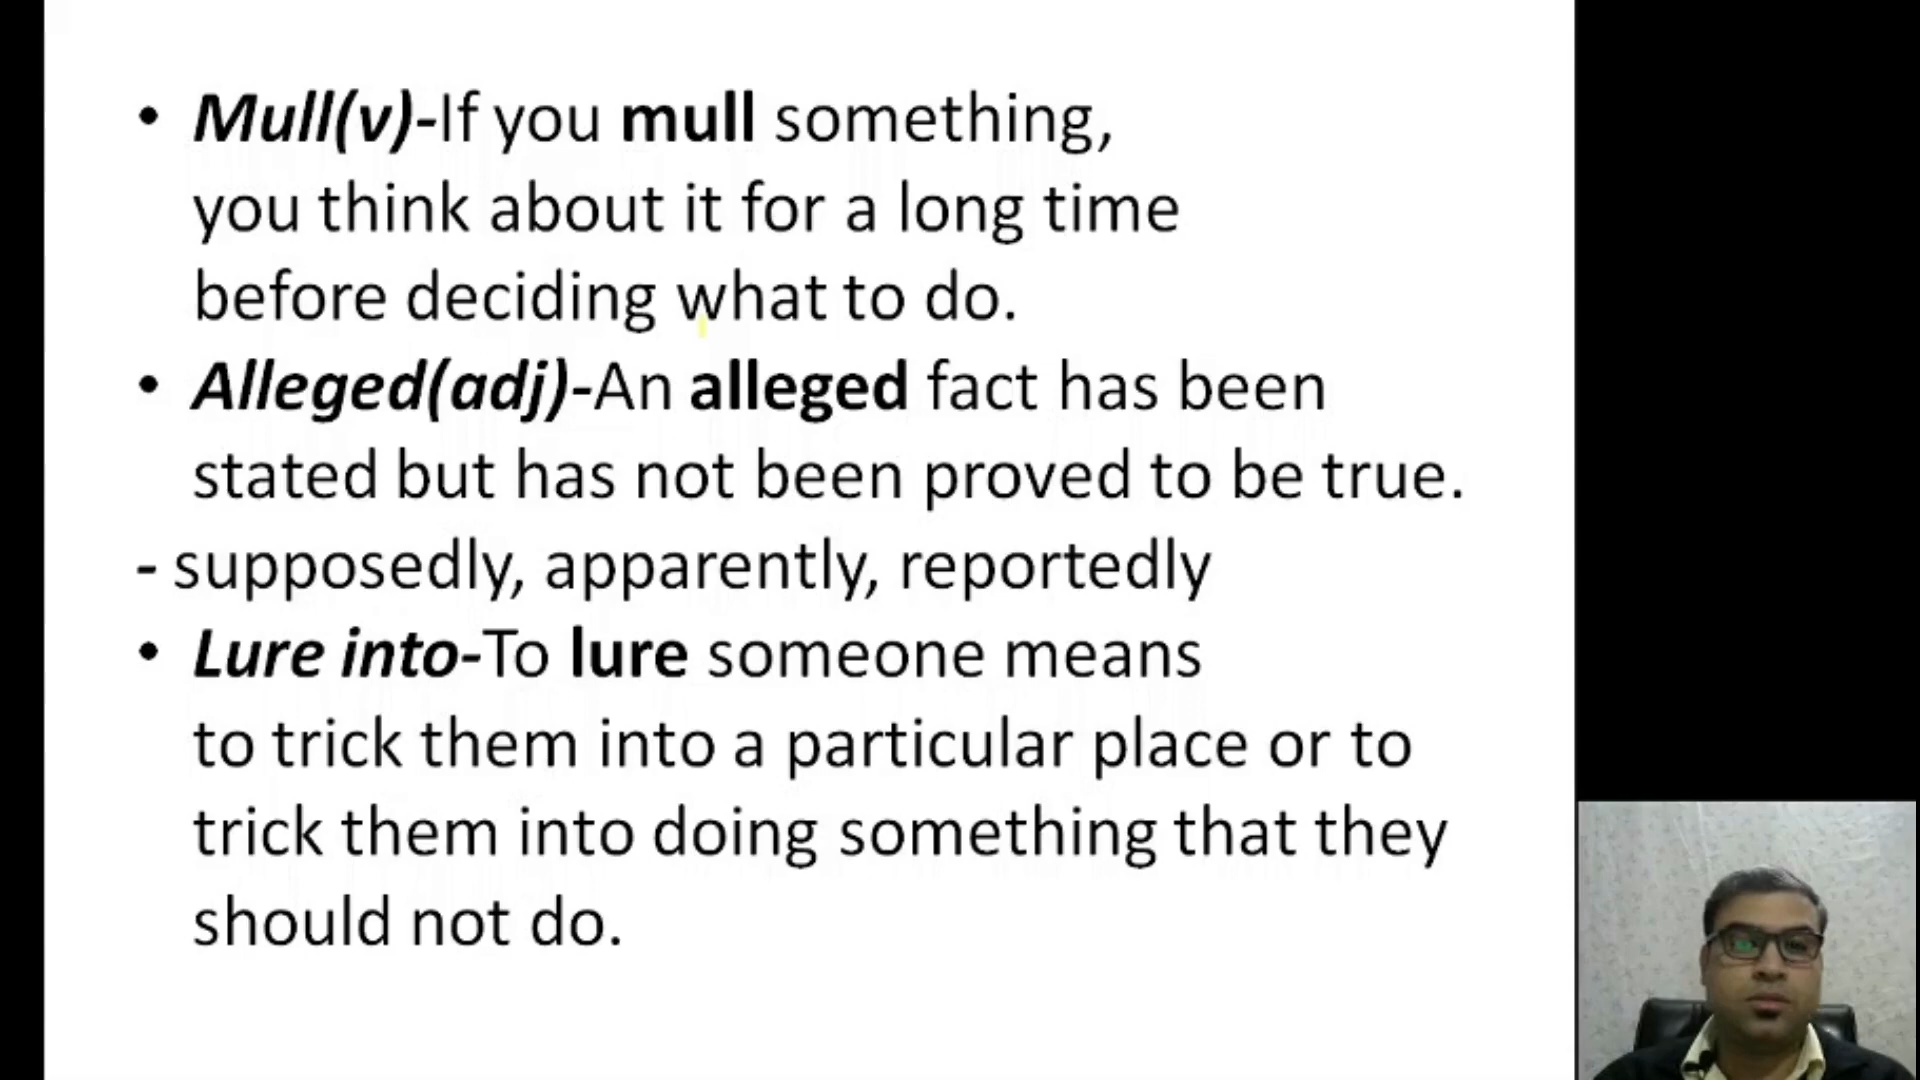 • Mull(v)-If you mull something,
you think about it for a long time
before deciding what to do.
• Alleged(adj)-An alleged fact has been
stated but has not been proved to be true.
- supposedly, apparently, reportedly
• Lure into-To lure someone means
to trick them into a particular place or to
trick them into doing something that they
should not do.